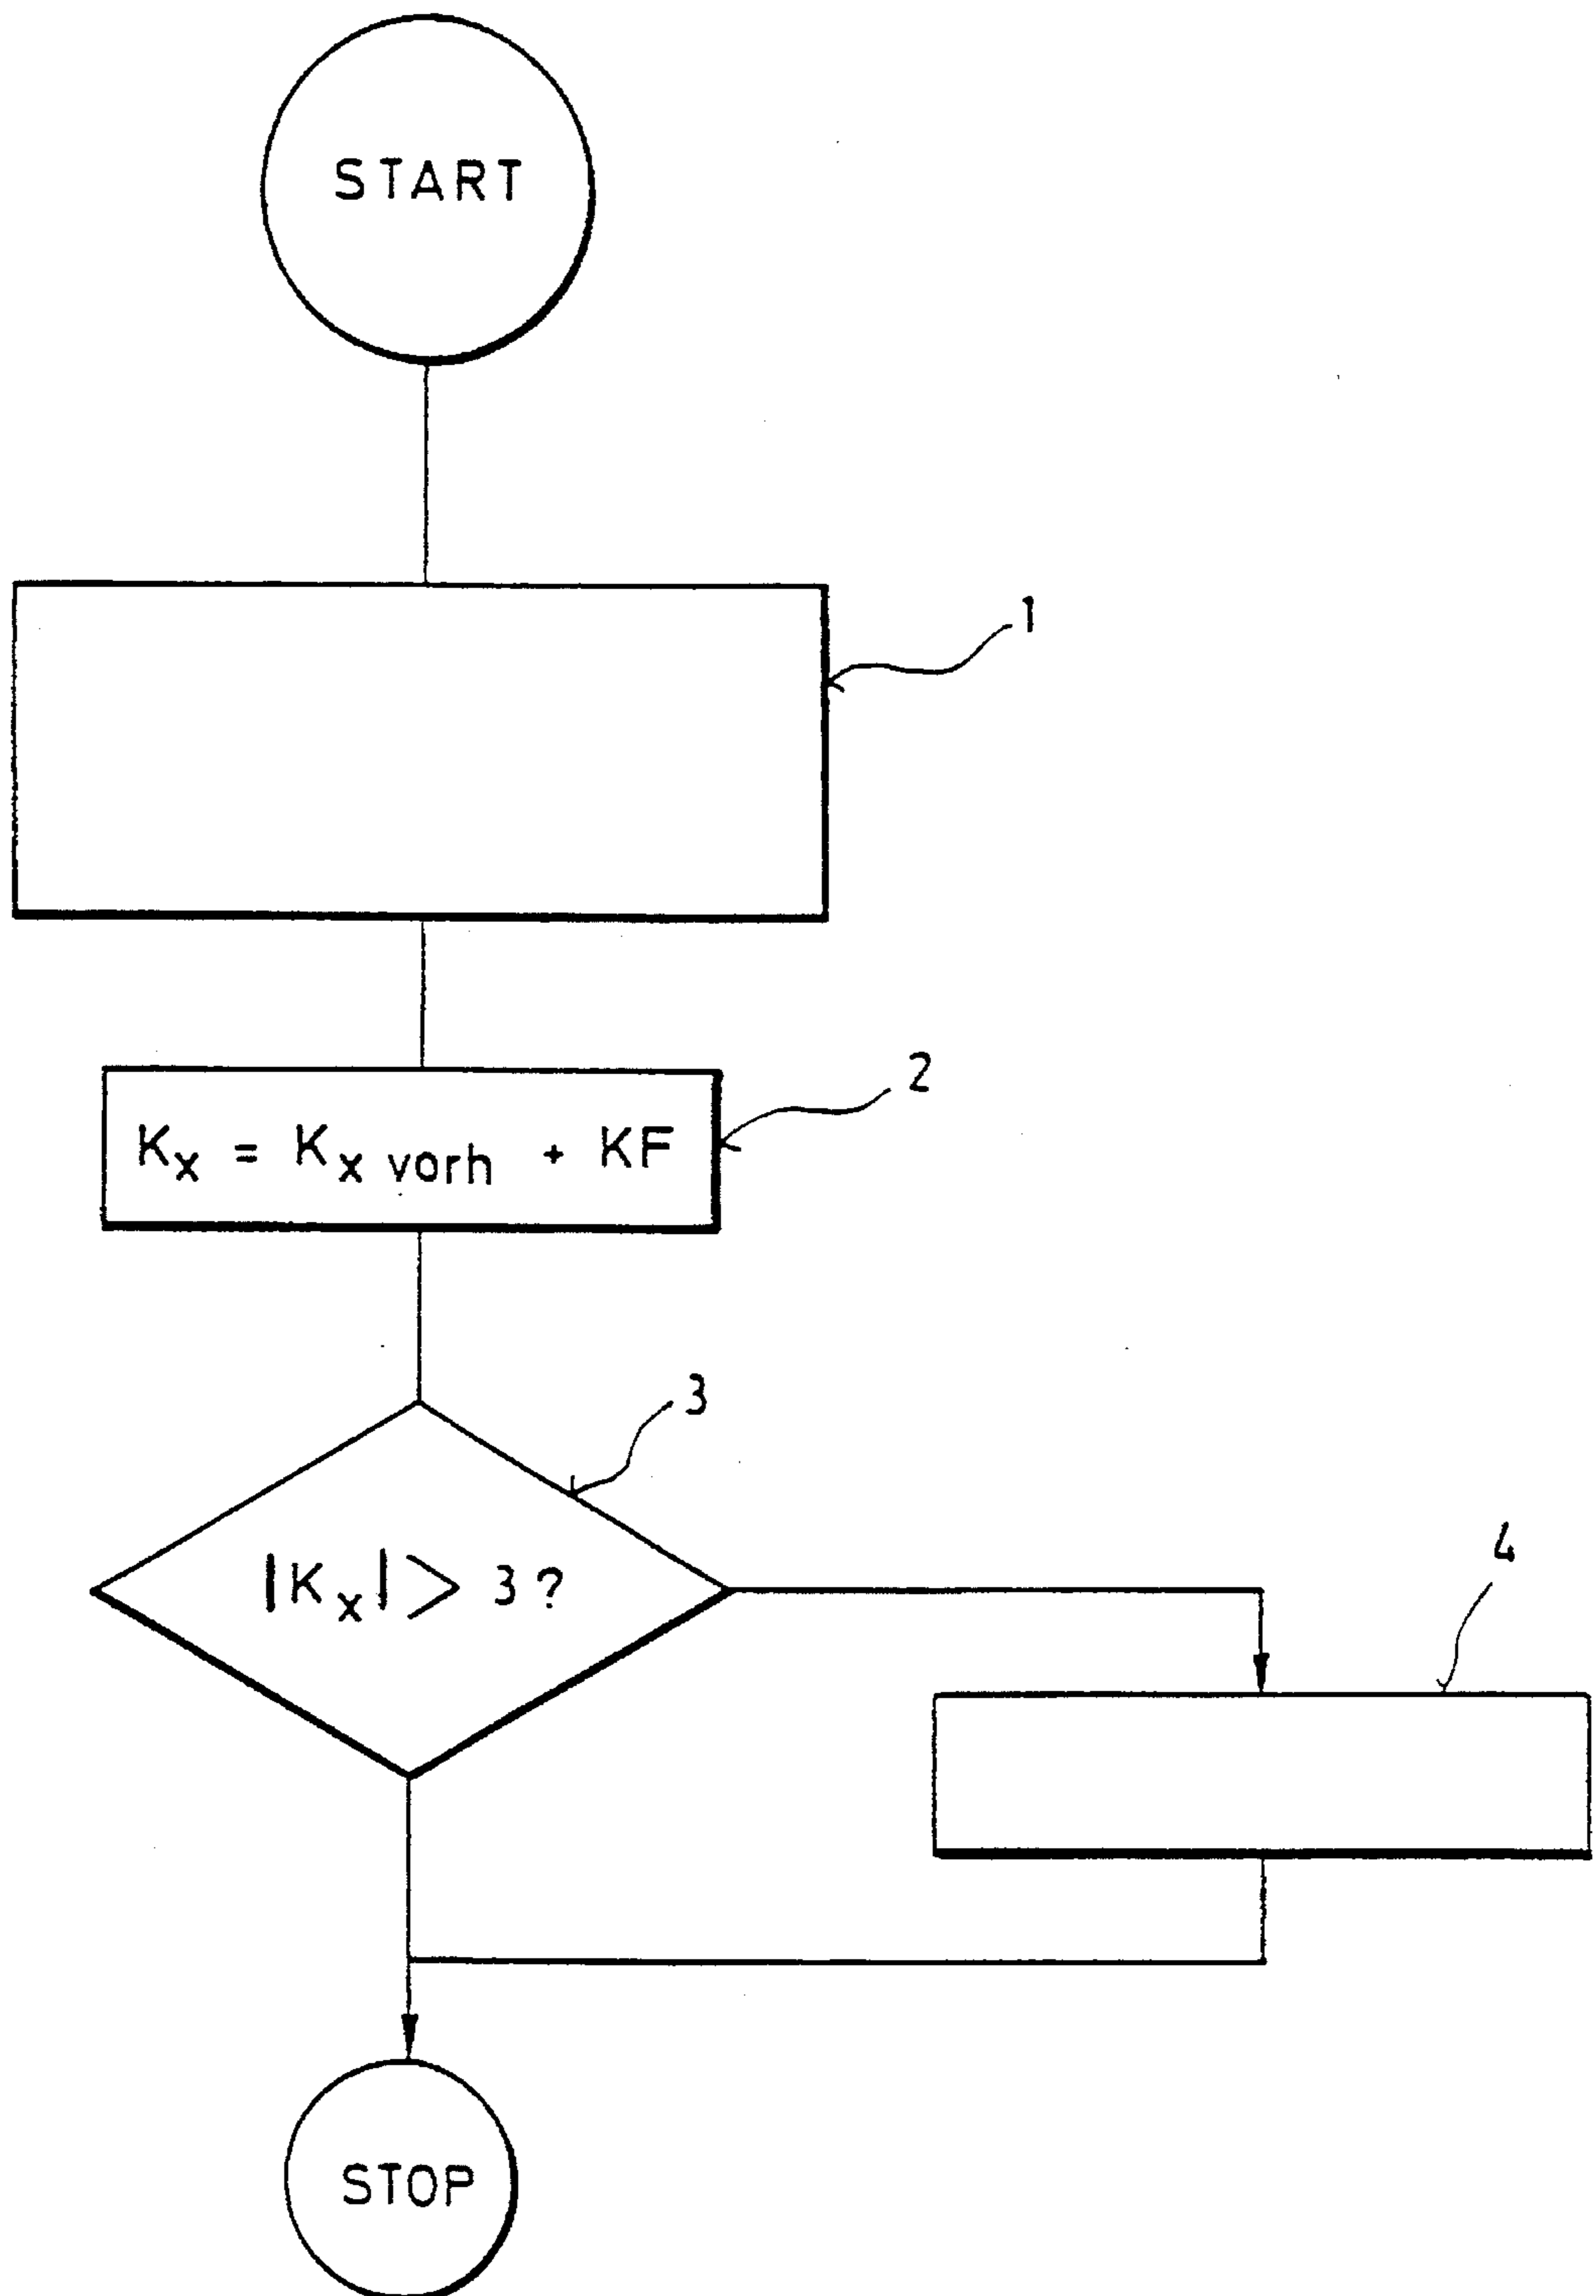 START
1
2
Kx = Kx vorh + KF
3
|Kx| > 3?
4
STOP